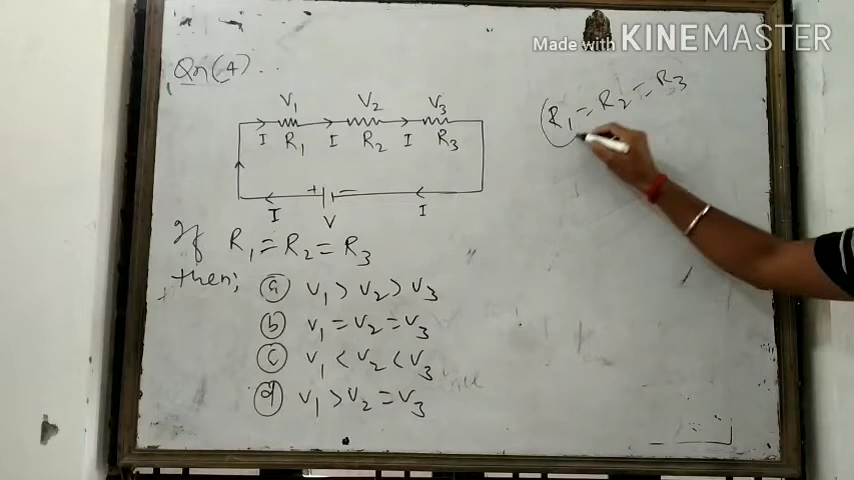 Made with KINEMASTER
Qn(4)..
V1 V2 V3
I R1 I R2 I R3
+ −
I V I
If R1 = R2 = R3
then;
(a) V1 > V2 > V3
(b) V1 = V2 = V3
(c) V1 < V2 < V3
(d) V1 > V2 = V3
R1 = R2 = R3